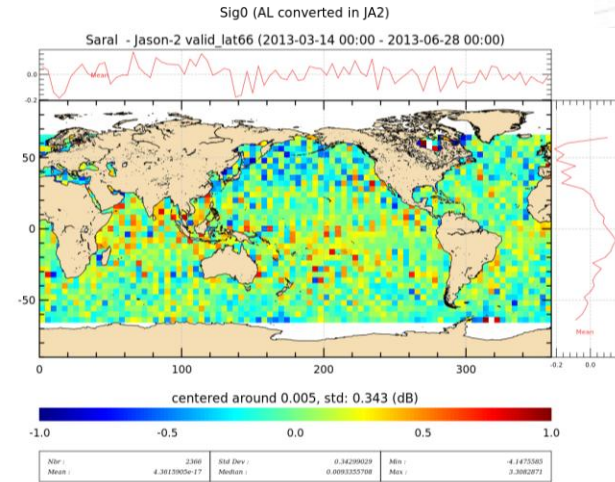 Sig0 (AL converted in JA2)
Saral - Jason-2 valid_lat66 (2013-03-14 00:00 - 2013-06-28 00:00)
0.0
Mean
-0.2
50
0
-50
Mean
0 100 200 300
-0.2 0.0
centered around 0.005, std: 0.343 (dB)
-1.0 -0.5 0.0 0.5 1.0
Nbr : 2366 Std Dev : 0.34299029 Min : -4.1475585
Mean : 4.3615905e-17 Median : 0.0093355708 Max : 3.3082871